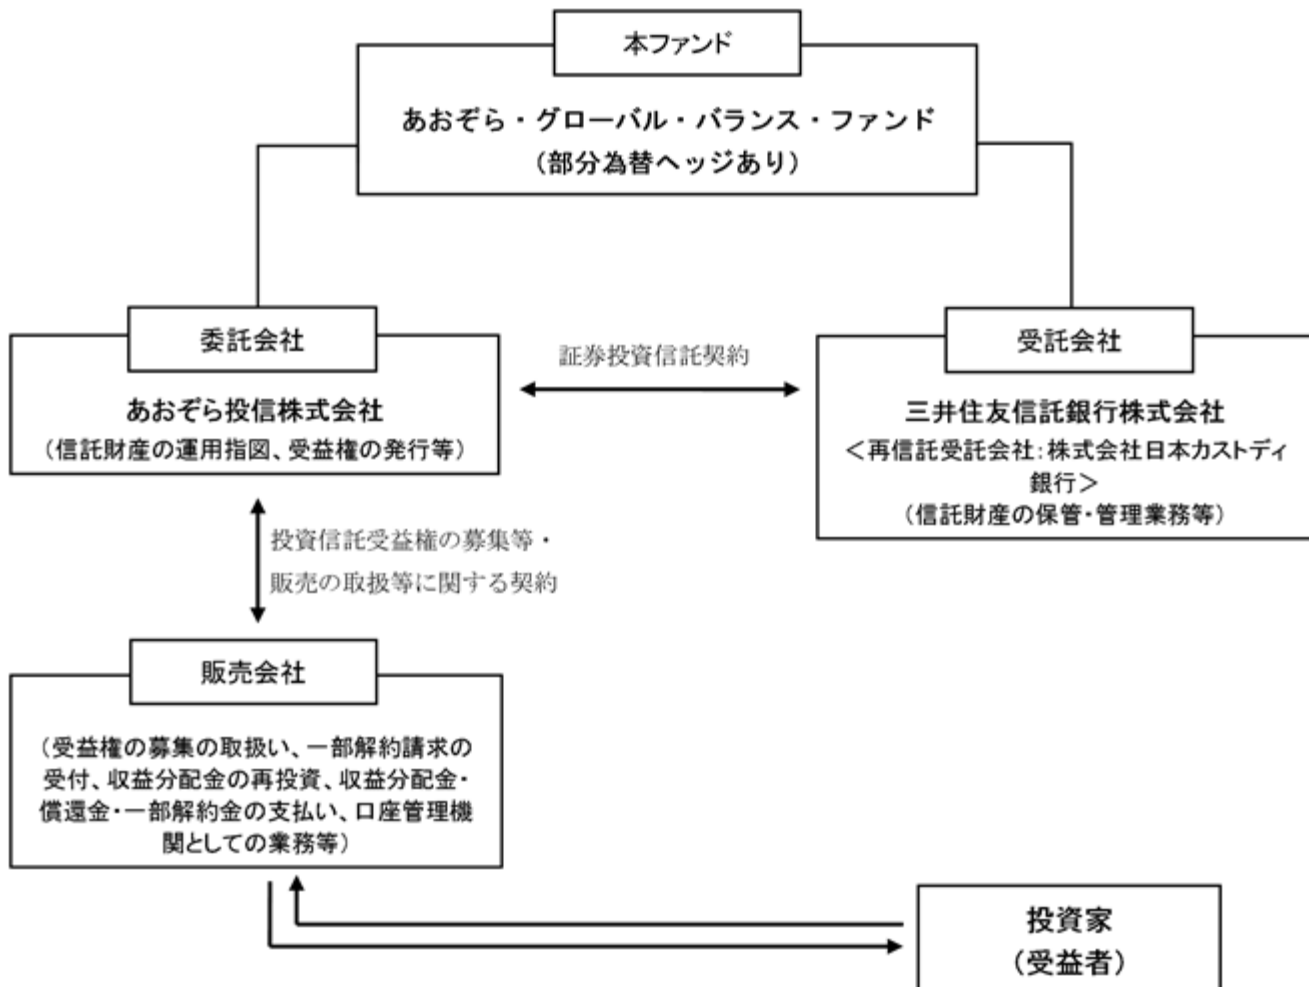 本ファンド
あおぞら・グローバル・バランス・ファンド
（部分為替ヘッジあり）
委託会社
あおぞら投信株式会社
（信託財産の運用指図、受益権の発行等）
証券投資信託契約
受託会社
三井住友信託銀行株式会社
＜再信託受託会社：株式会社日本カストディ
銀行＞
（信託財産の保管・管理業務等）
投資信託受益権の募集等・
販売の取扱等に関する契約
販売会社
（受益権の募集の取扱い、一部解約請求の
受付、収益分配金の再投資、収益分配金・
償還金・一部解約金の支払い、口座管理機
関としての業務等）
投資家
（受益者）